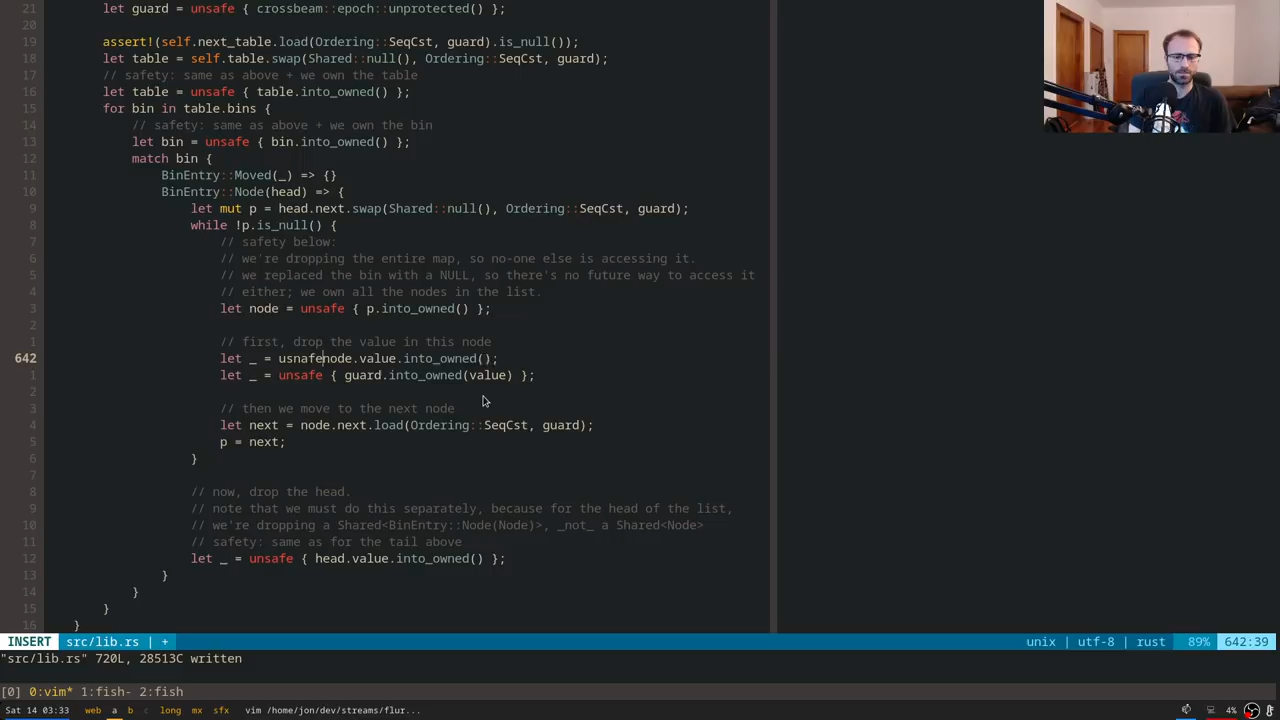 21 let guard = unsafe { crossbeam::epoch::unprotected() };
20
19 assert!(self.next_table.load(Ordering::SeqCst, guard).is_null());
18 let table = self.table.swap(Shared::null(), Ordering::SeqCst, guard);
17 // safety: same as above + we own the table
16 let table = unsafe { table.into_owned() };
15 for bin in table.bins {
14 // safety: same as above + we own the bin
13 let bin = unsafe { bin.into_owned() };
12 match bin {
11 BinEntry::Moved(_) => {}
10 BinEntry::Node(head) => {
9 let mut p = head.next.swap(Shared::null(), Ordering::SeqCst, guard);
8 while !p.is_null() {
7 // safety below:
6 // we're dropping the entire map, so no-one else is accessing it.
5 // we replaced the bin with a NULL, so there's no future way to access it
4 // either; we own all the nodes in the list.
3 let node = unsafe { p.into_owned() };
2
1 // first, drop the value in this node
642 let _ = usnafenode.value.into_owned();
1 let _ = unsafe { guard.into_owned(value) };
2
3 // then we move to the next node
4 let next = node.next.load(Ordering::SeqCst, guard);
5 p = next;
6 }
7
8 // now, drop the head.
9 // note that we must do this separately, because for the head of the list,
10 // we're dropping a Shared<BinEntry::Node(Node)>, _not_ a Shared<Node>
11 // safety: same as for the tail above
12 let _ = unsafe { head.value.into_owned() };
13 }
14 }
15 }
16 }
INSERT src/lib.rs | + unix | utf-8 | rust 89% 642:39
"src/lib.rs" 720L, 28513C written
[0] 0:vim* 1:fish- 2:fish
Sat 14 03:33 web a b c long mx sfx vim /home/jon/dev/streams/flur... 4%